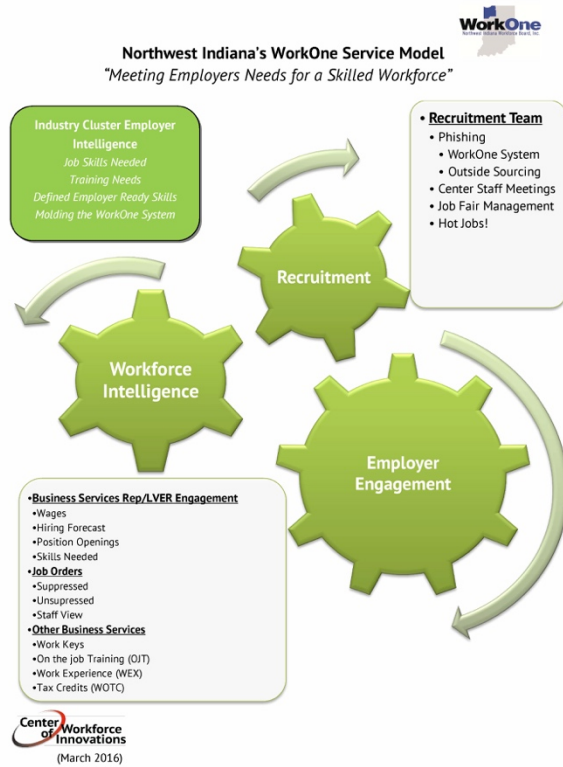 WorkOne
Northwest Indiana Workforce Board, Inc.
Northwest Indiana's WorkOne Service Model
“Meeting Employers Needs for a Skilled Workforce”
Industry Cluster Employer
Intelligence
Job Skills Needed
Training Needs
Defined Employer Ready Skills
Molding the WorkOne System
• Recruitment Team
• Phishing
• WorkOne System
• Outside Sourcing
• Center Staff Meetings
• Job Fair Management
• Hot Jobs!
Recruitment
Workforce
Intelligence
Employer
Engagement
•Business Services Rep/LVER Engagement
•Wages
•Hiring Forecast
•Position Openings
•Skills Needed
•Job Orders
•Suppressed
•Unsupressed
•Staff View
•Other Business Services
•Work Keys
•On the job Training (OJT)
•Work Experience (WEX)
•Tax Credits (WOTC)
Center
of Workforce
Innovations
(March 2016)